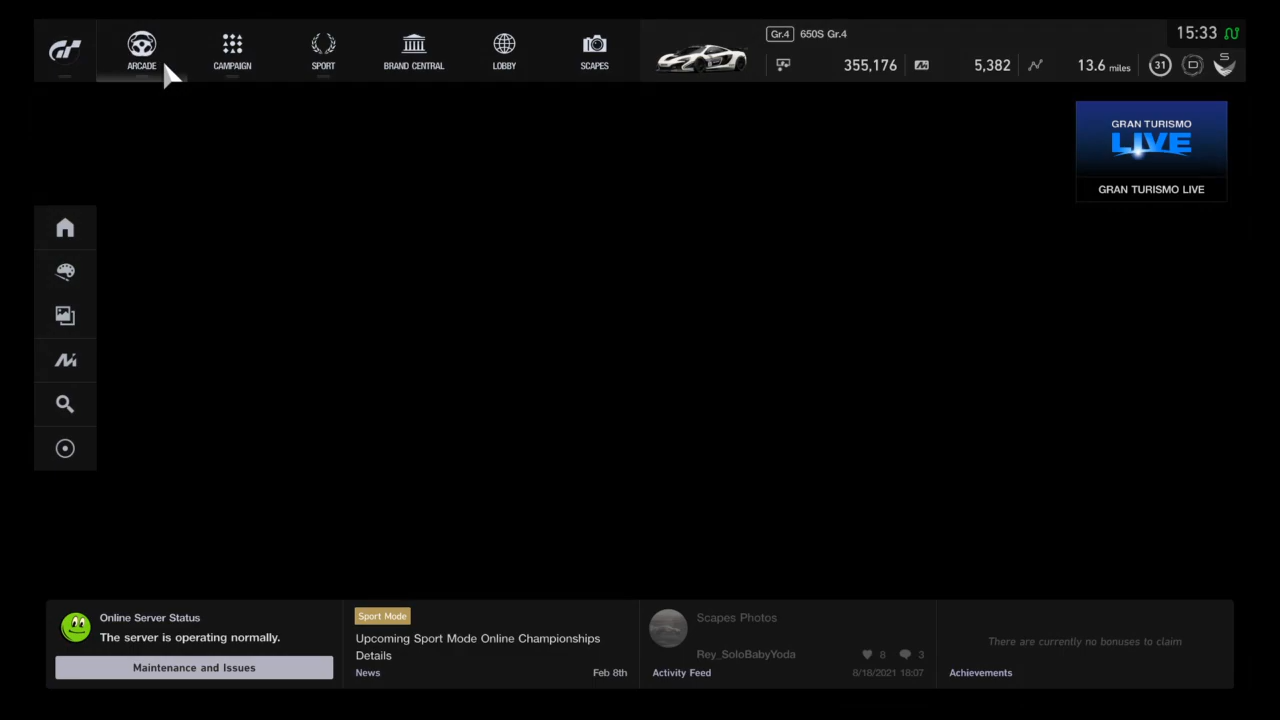 GT
ARCADE
CAMPAIGN
SPORT
BRAND CENTRAL
LOBBY
SCAPES
Gr.4 650S Gr.4
15:33
355,176
5,382
13.6 miles
31
D
S
GRAN TURISMO
LIVE
GRAN TURISMO LIVE
Online Server Status
The server is operating normally.
Maintenance and Issues
Sport Mode
Upcoming Sport Mode Online Championships
Details
News
Feb 8th
Scapes Photos
Rey_SoloBabyYoda
8
3
Activity Feed
8/18/2021 18:07
There are currently no bonuses to claim
Achievements